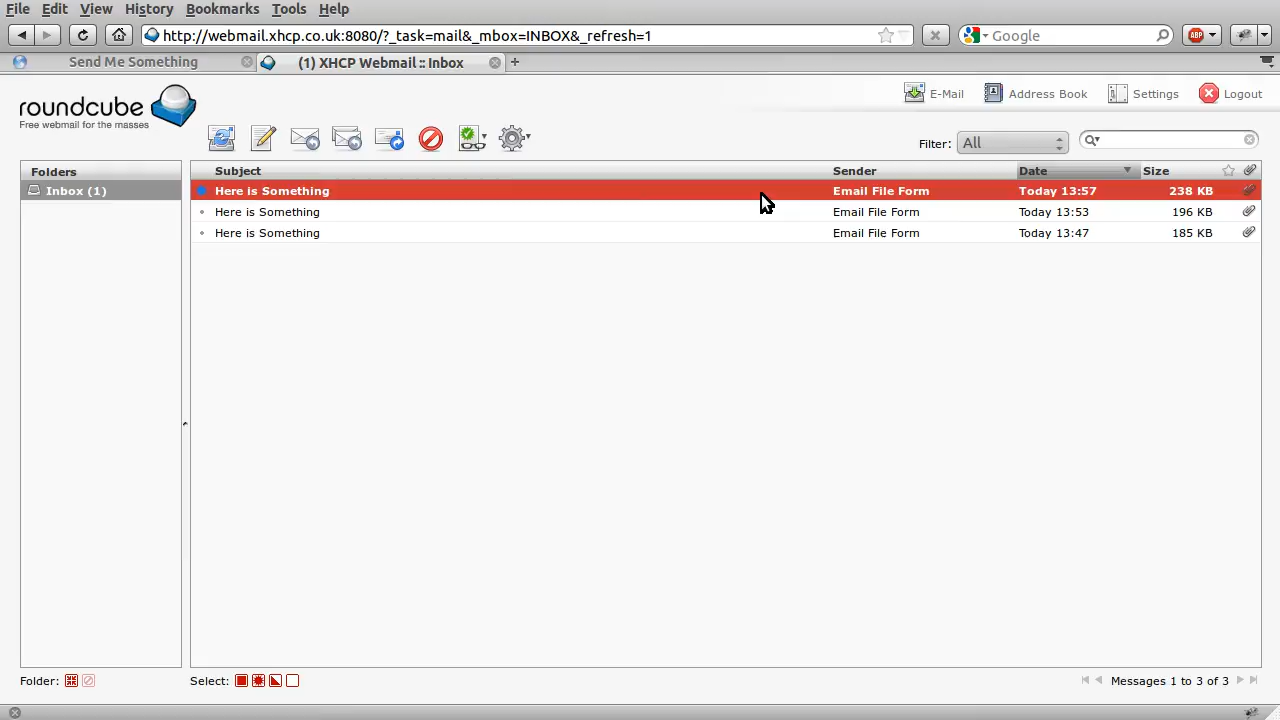 File Edit View History Bookmarks Tools Help
http://webmail.xhcp.co.uk:8080/?_task=mail&_mbox=INBOX&_refresh=1
Google
ABP
Send Me Something
(1) XHCP Webmail :: Inbox
roundcube
Free webmail for the masses
E-Mail Address Book Settings Logout
Filter: All
Folders
Inbox (1)
Subject Sender Date Size
Here is Something Email File Form Today 13:57 238 KB
Here is Something Email File Form Today 13:53 196 KB
Here is Something Email File Form Today 13:47 185 KB
Folder:
Select:
Messages 1 to 3 of 3